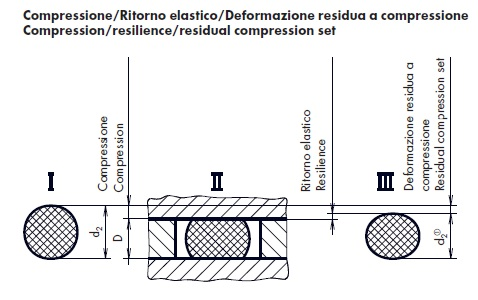 Compressione/Ritorno elastico/Deformazione residua a compressione
Compression/resilience/residual compression set
I
Compressione
Compression
d2
D
II
Ritorno elastico
Resilience
III
Deformazione residua a
compressione
Residual compression set
d2①